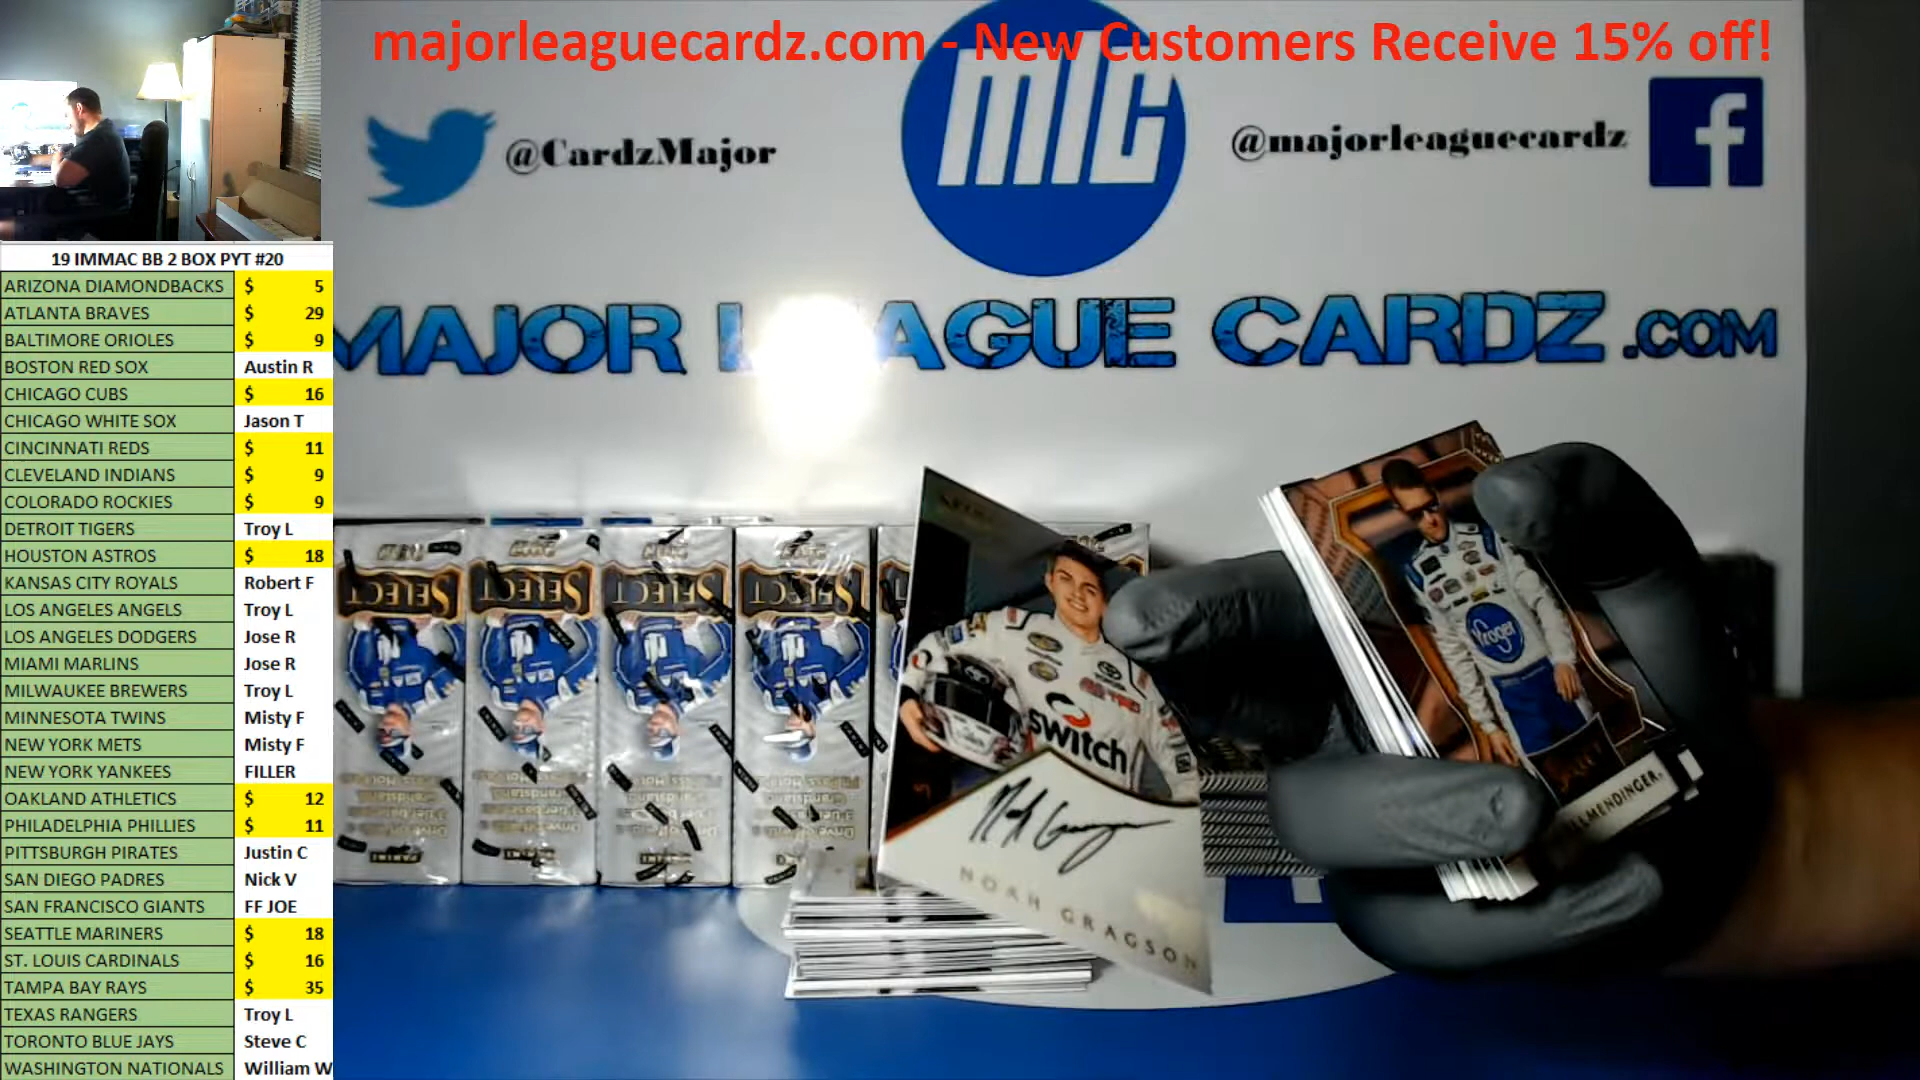 majorleaguecardz.com - New Customers Receive 15% off!
@CardzMajor
MLC
@majorleaguecardz
f
MAJOR LEAGUE CARDZ.COM
19 IMMAC BB 2 BOX PYT #20
ARIZONA DIAMONDBACKS $ 5
ATLANTA BRAVES $ 29
BALTIMORE ORIOLES $ 9
BOSTON RED SOX Austin R
CHICAGO CUBS $ 16
CHICAGO WHITE SOX Jason T
CINCINNATI REDS $ 11
CLEVELAND INDIANS $ 9
COLORADO ROCKIES $ 9
DETROIT TIGERS Troy L
HOUSTON ASTROS $ 18
KANSAS CITY ROYALS Robert F
LOS ANGELES ANGELS Troy L
LOS ANGELES DODGERS Jose R
MIAMI MARLINS Jose R
MILWAUKEE BREWERS Troy L
MINNESOTA TWINS Misty F
NEW YORK METS Misty F
NEW YORK YANKEES FILLER
OAKLAND ATHLETICS $ 12
PHILADELPHIA PHILLIES $ 11
PITTSBURGH PIRATES Justin C
SAN DIEGO PADRES Nick V
SAN FRANCISCO GIANTS FF JOE
SEATTLE MARINERS $ 18
ST. LOUIS CARDINALS $ 16
TAMPA BAY RAYS $ 35
TEXAS RANGERS Troy L
TORONTO BLUE JAYS Steve C
WASHINGTON NATIONALS William W
SELECT
SELECT
SELECT
SELECT
switch
NOAH GRAGSON
Kroger
SELECT
ALLMENDINGER